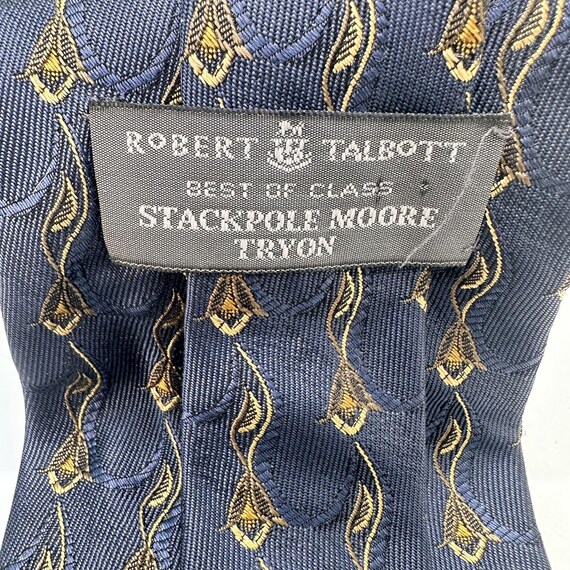 ROBERT TALBOTT
BEST OF CLASS
STACKPOLE MOORE
TRYON